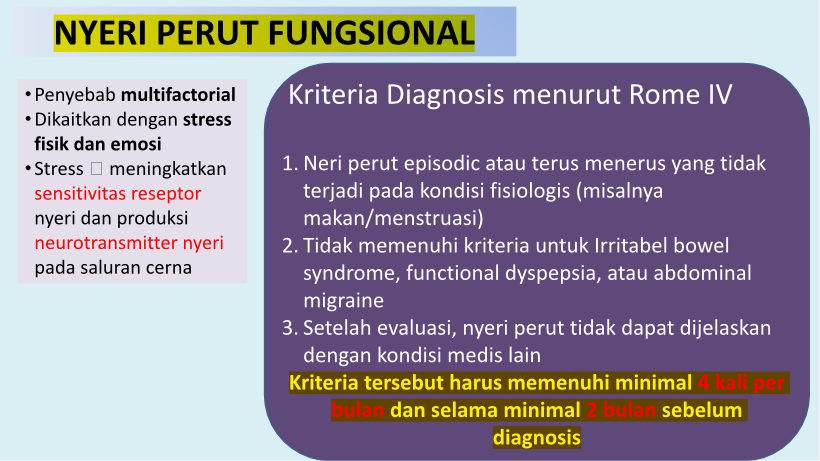 NYERI PERUT FUNGSIONAL
•Penyebab multifactorial
•Dikaitkan dengan stress
fisik dan emosi
•Stress □ meningkatkan
sensitivitas reseptor
nyeri dan produksi
neurotransmitter nyeri
pada saluran cerna
Kriteria Diagnosis menurut Rome IV
1. Neri perut episodic atau terus menerus yang tidak
terjadi pada kondisi fisiologis (misalnya
makan/menstruasi)
2. Tidak memenuhi kriteria untuk Irritabel bowel
syndrome, functional dyspepsia, atau abdominal
migraine
3. Setelah evaluasi, nyeri perut tidak dapat dijelaskan
dengan kondisi medis lain
Kriteria tersebut harus memenuhi minimal 4 kali per
bulan dan selama minimal 2 bulan sebelum
diagnosis